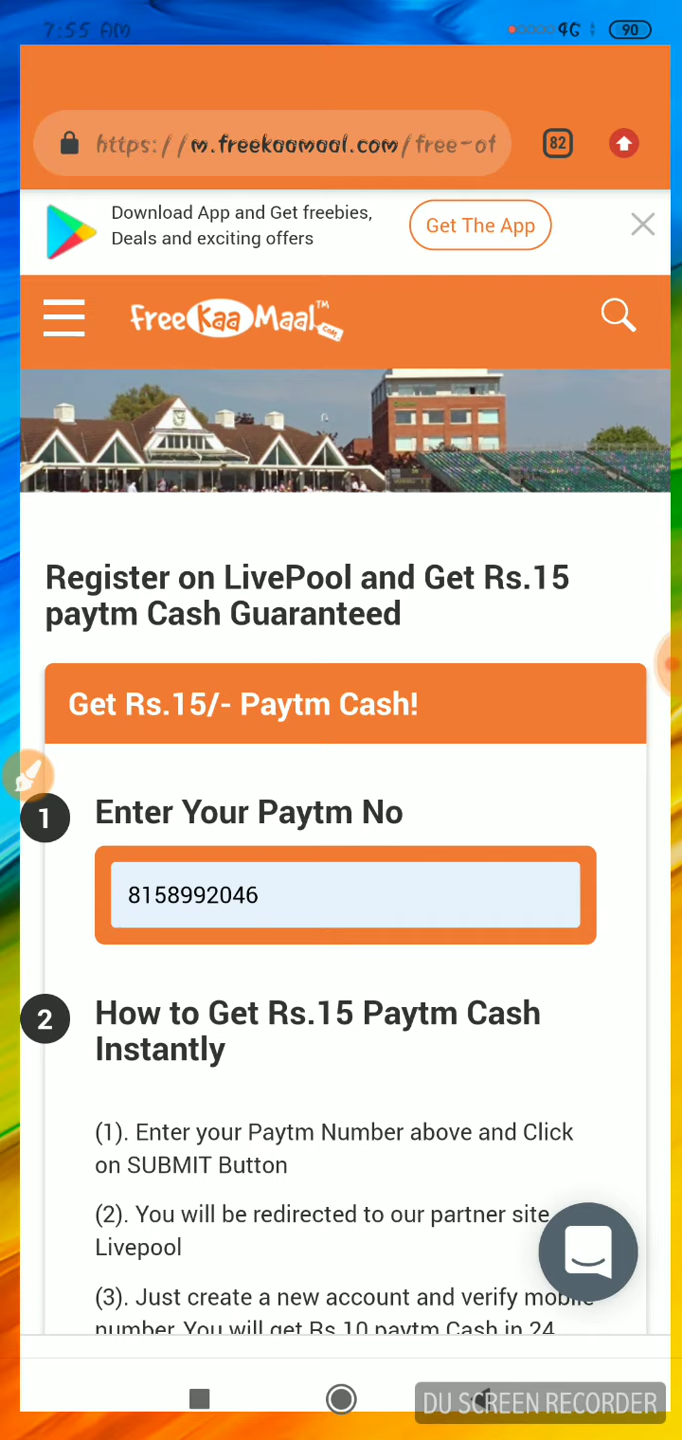 7:55 AM
4G 90
https://m.freekaamaal.com/free-of
82
Download App and Get freebies,
Deals and exciting offers
Get The App
Free Kaa Maal™
.COM
Register on LivePool and Get Rs.15
paytm Cash Guaranteed
Get Rs.15/- Paytm Cash!
1 Enter Your Paytm No
8158992046
2 How to Get Rs.15 Paytm Cash
Instantly
(1). Enter your Paytm Number above and Click
on SUBMIT Button
(2). You will be redirected to our partner site
Livepool
(3). Just create a new account and verify mobile
number. You will get Rs.10 paytm Cash in 24
DU SCREEN RECORDER